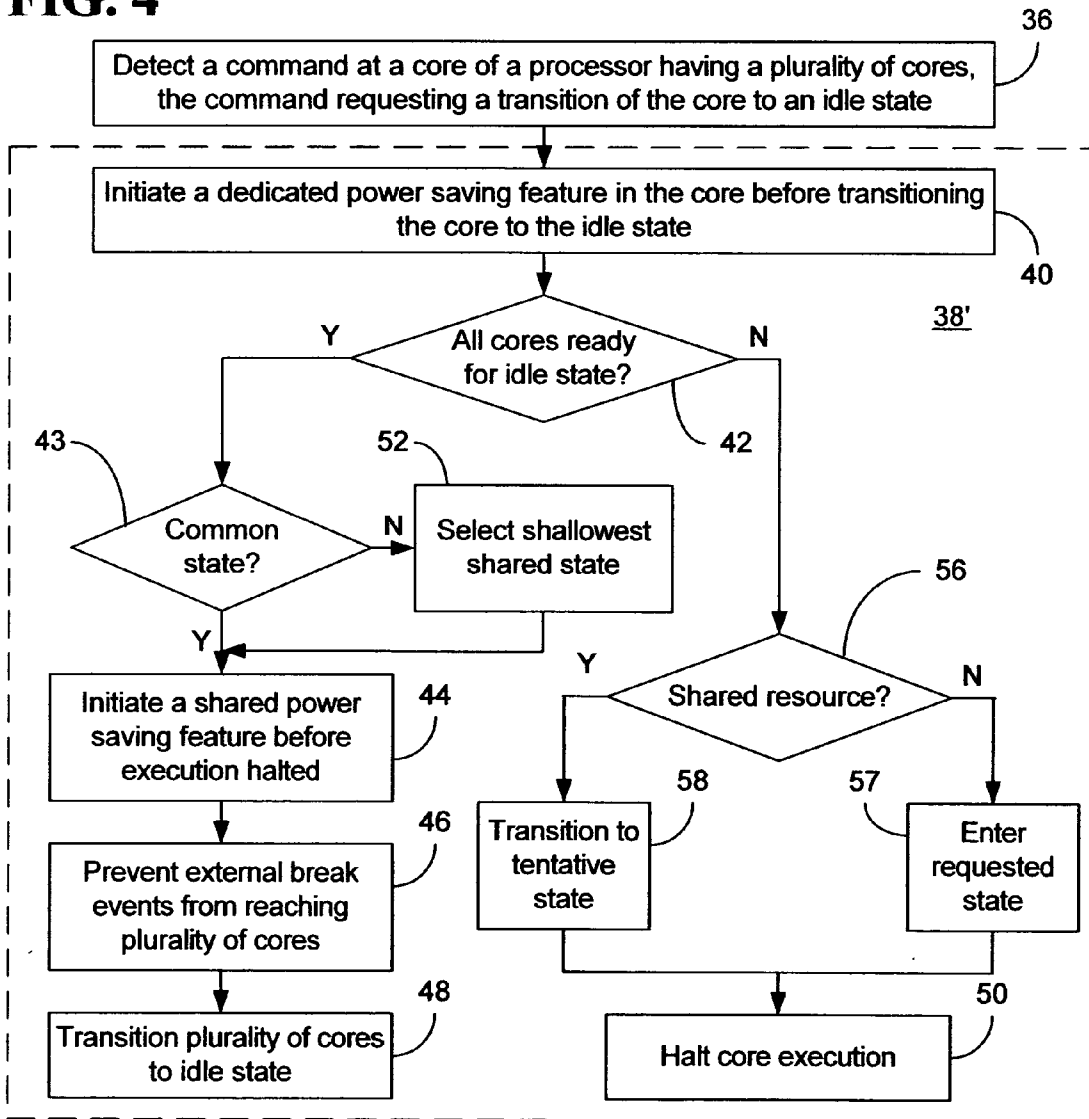 FIG. 4
36
Detect a command at a core of a processor having a plurality of cores,
the command requesting a transition of the core to an idle state
Initiate a dedicated power saving feature in the core before transitioning
the core to the idle state
40
38'
Y
All cores ready
for idle state?
N
42
43
52
Common
state?
N
Select shallowest
shared state
56
Y
Y
Shared resource?
N
Initiate a shared power
saving feature before
execution halted
44
58
57
Transition to
tentative
state
Enter
requested
state
46
Prevent external break
events from reaching
plurality of cores
48
50
Transition plurality of cores
to idle state
Halt core execution